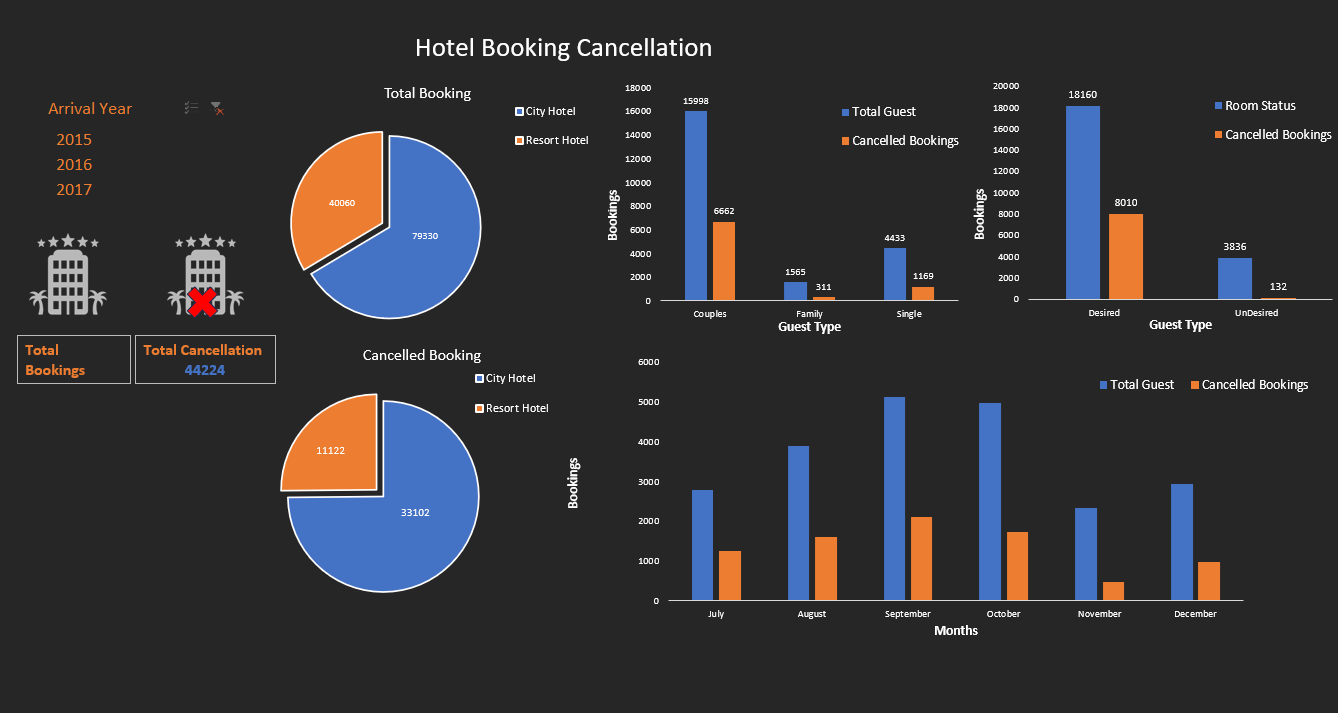 Hotel Booking Cancellation
Arrival Year
2015
2016
2017
Total
Bookings
Total Cancellation
44224
Total Booking
City Hotel
Resort Hotel
40060
79330
Cancelled Booking
City Hotel
Resort Hotel
11122
33102
18000
16000
14000
12000
10000
8000
6000
4000
2000
0
Bookings
15998
6662
1565
311
4433
1169
Total Guest
Cancelled Bookings
Couples
Family
Single
Guest Type
20000
18000
16000
14000
12000
10000
8000
6000
4000
2000
0
Bookings
18160
8010
3836
132
Room Status
Cancelled Bookings
Desired
UnDesired
Guest Type
6000
5000
4000
3000
2000
1000
0
Bookings
Total Guest
Cancelled Bookings
July
August
September
October
November
December
Months